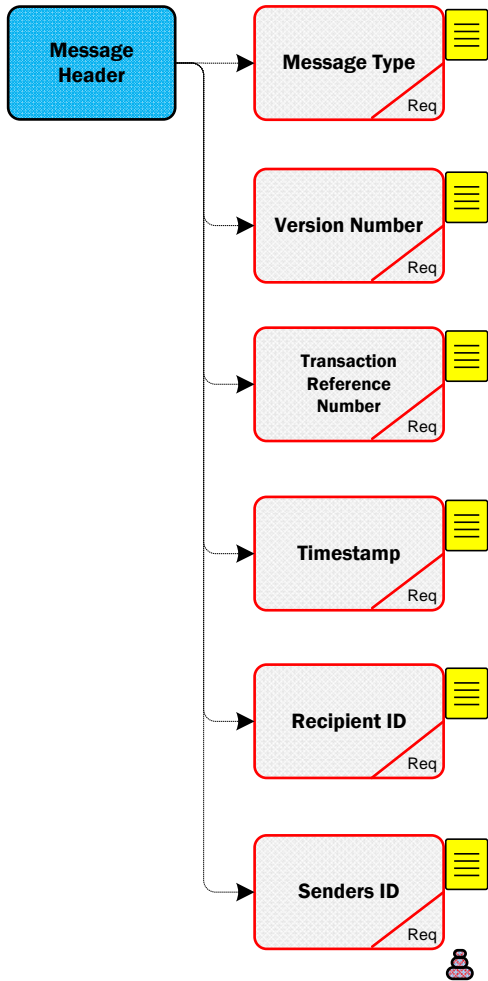 Message
Header
Message Type
Req
Version Number
Req
Transaction
Reference
Number
Req
Timestamp
Req
Recipient ID
Req
Senders ID
Req